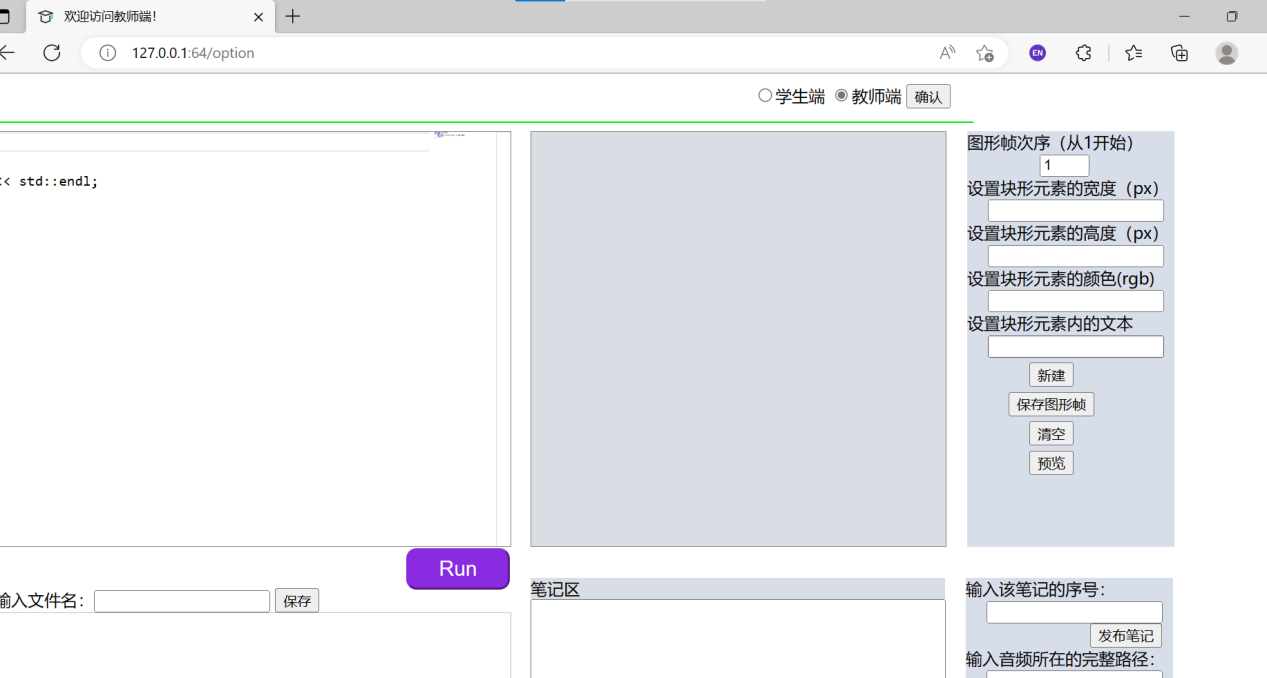 欢迎访问教师端!
127.0.0.1:64/option
EN
学生端 教师端 确认
<< std::endl;
图形帧次序（从1开始）
1
设置块形元素的宽度（px）
设置块形元素的高度（px）
设置块形元素的颜色(rgb)
设置块形元素内的文本
新建
保存图形帧
清空
预览
Run
输入文件名： 保存
笔记区
输入该笔记的序号：
发布笔记
输入音频所在的完整路径：